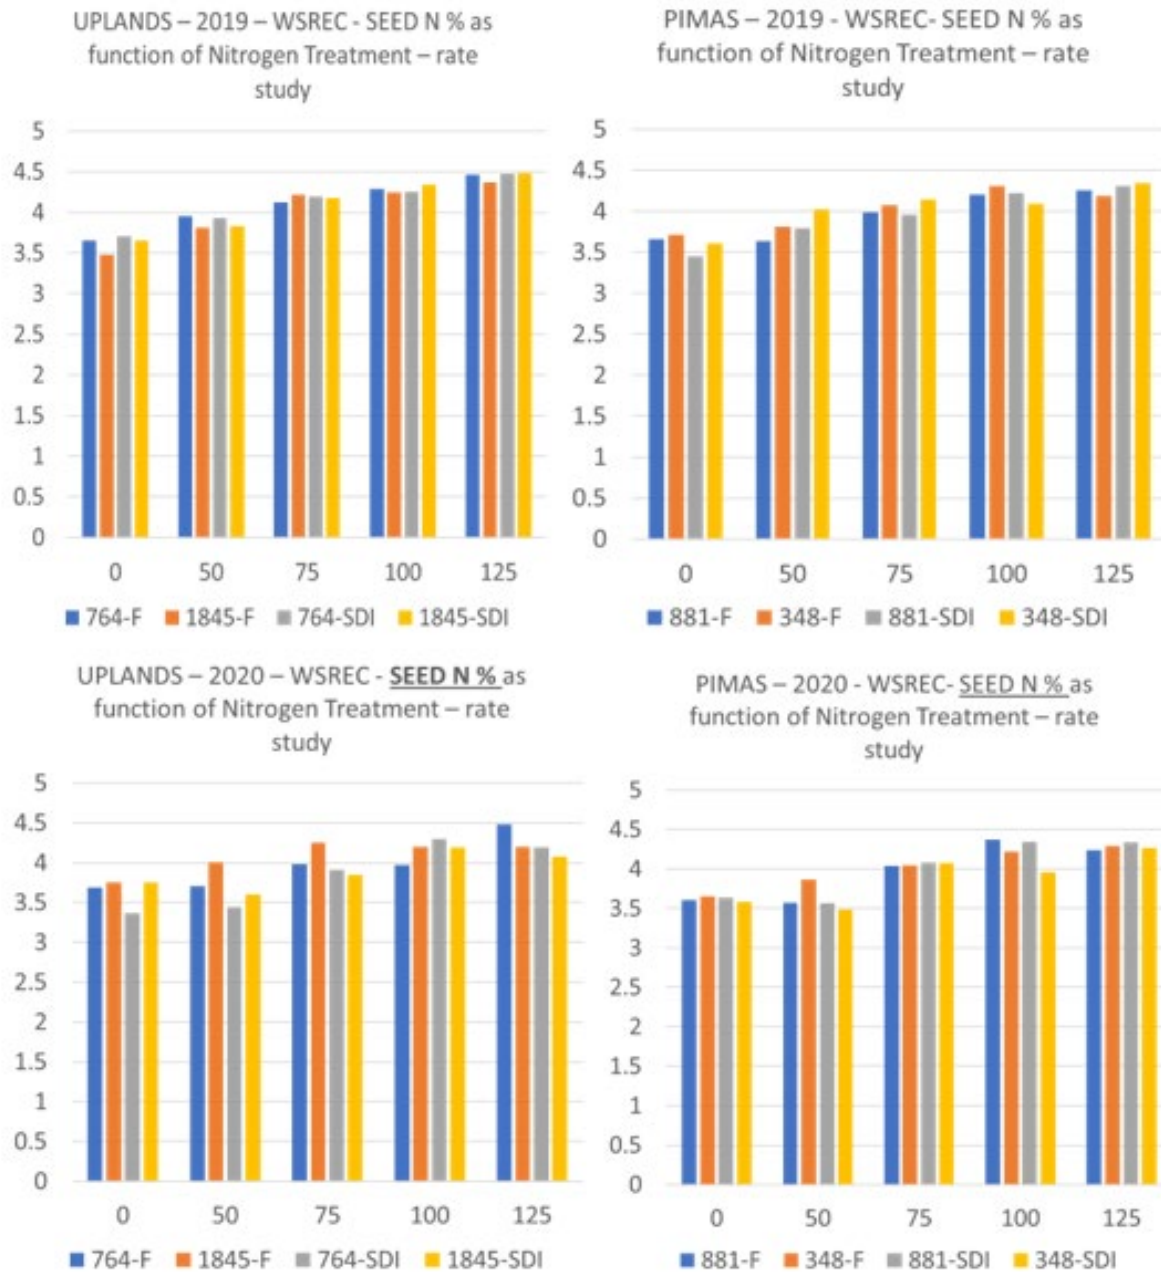 UPLANDS – 2019 – WSREC - SEED N % as
function of Nitrogen Treatment – rate
study
5
4.5
4
3.5
3
2.5
2
1.5
1
0.5
0
0 50 75 100 125
764-F 1845-F 764-SDI 1845-SDI
PIMAS – 2019 - WSREC- SEED N % as
function of Nitrogen Treatment – rate
study
5
4.5
4
3.5
3
2.5
2
1.5
1
0.5
0
0 50 75 100 125
881-F 348-F 881-SDI 348-SDI
UPLANDS – 2020 – WSREC - SEED N % as
function of Nitrogen Treatment – rate
study
5
4.5
4
3.5
3
2.5
2
1.5
1
0.5
0
0 50 75 100 125
764-F 1845-F 764-SDI 1845-SDI
PIMAS – 2020 - WSREC- SEED N % as
function of Nitrogen Treatment – rate
study
5
4.5
4
3.5
3
2.5
2
1.5
1
0.5
0
0 50 75 100 125
881-F 348-F 881-SDI 348-SDI